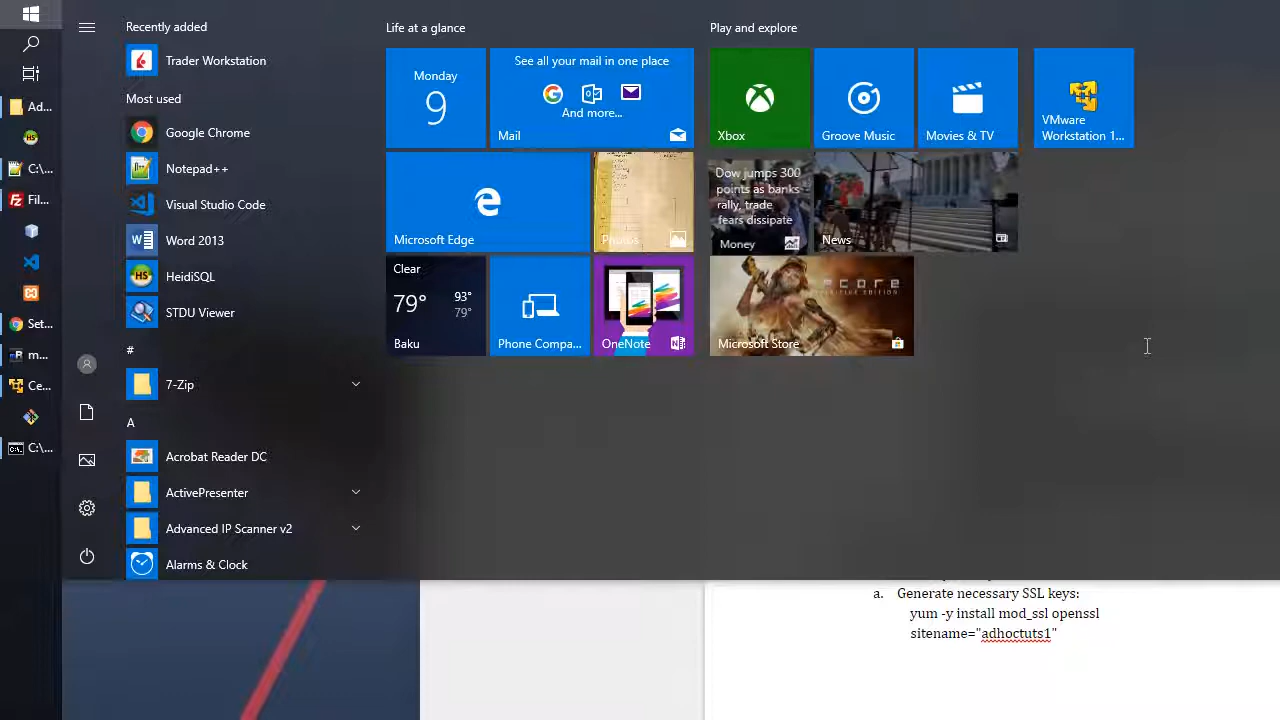 Recently added
Trader Workstation
Most used
Google Chrome
Notepad++
Visual Studio Code
Word 2013
HeidiSQL
STDU Viewer
#
7-Zip
A
Acrobat Reader DC
ActivePresenter
Advanced IP Scanner v2
Alarms & Clock
Ad...
C:\...
Fil...
Set...
m...
Ce...
C:\...
Life at a glance
Monday
9
See all your mail in one place
And more...
Mail
Microsoft Edge
Photos
Clear
79° 93°
79°
Baku
Phone Compa...
OneNote
Play and explore
Xbox
Groove Music
Movies & TV
VMware
Workstation 1...
Dow jumps 300
points as banks
rally, trade
fears dissipate
Money
News
Microsoft Store
a. Generate necessary SSL keys:
yum -y install mod_ssl openssl
sitename="adhoctuts1"